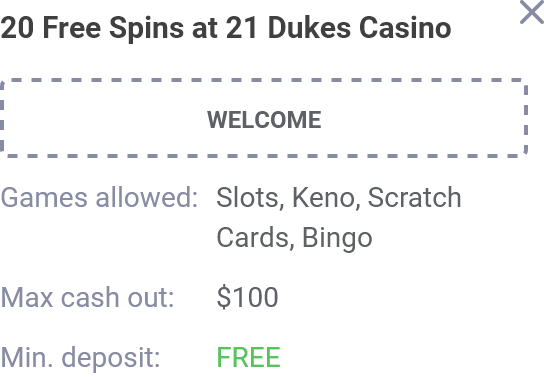 20 Free Spins at 21 Dukes Casino
WELCOME
Games allowed: Slots, Keno, Scratch
Cards, Bingo
Max cash out: $100
Min. deposit: FREE